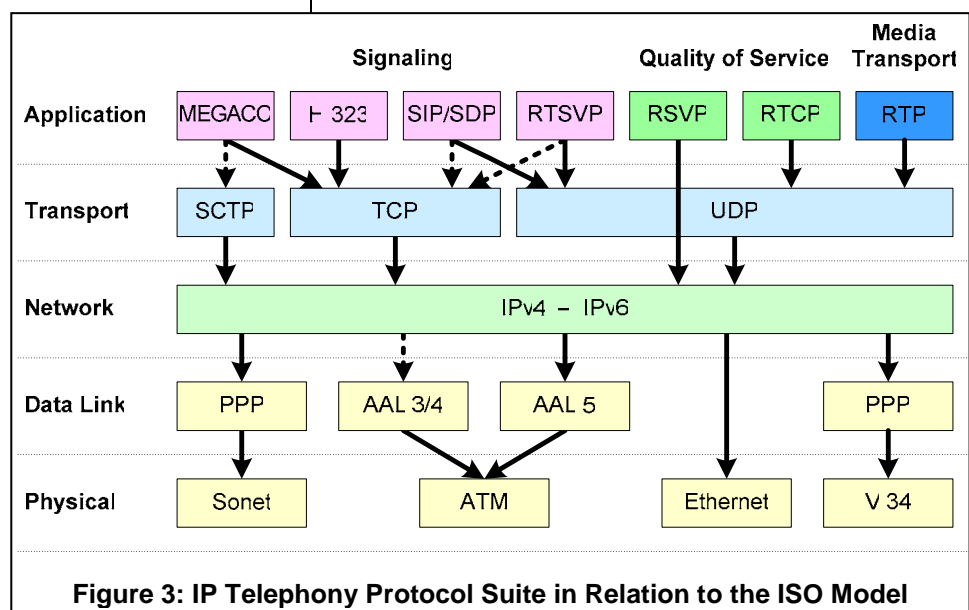 Media
Signaling Quality of Service Transport
Application MEGACO H 323 SIP/SDP RTSVP RSVP RTCP RTP
Transport SCTP TCP UDP
Network IPv4 – IPv6
Data Link PPP AAL 3/4 AAL 5 PPP
Physical Sonet ATM Ethernet V 34
Figure 3: IP Telephony Protocol Suite in Relation to the ISO Model